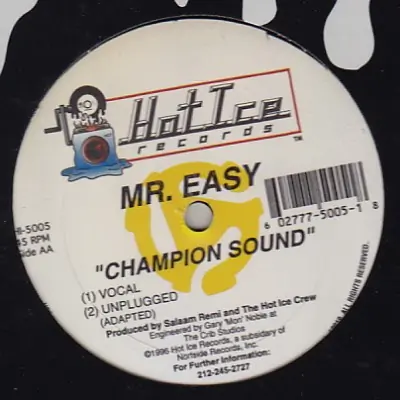 Hot Ice
records
TM
MR. EASY
HI-5005
45 RPM
Side AA
6 02777-5005-1 8
"CHAMPION SOUND"
(1) VOCAL
(2) UNPLUGGED
(ADAPTED)
Produced by Salaam Remi and The Hot Ice Crew
Engineered by Gary 'Mon' Noble at
The Crib Studios
©1996 Hot Ice Records, a subsidary of
Norfside Records, Inc.
For Further Information:
212-245-2727
ALL RIGHTS RESERVED.